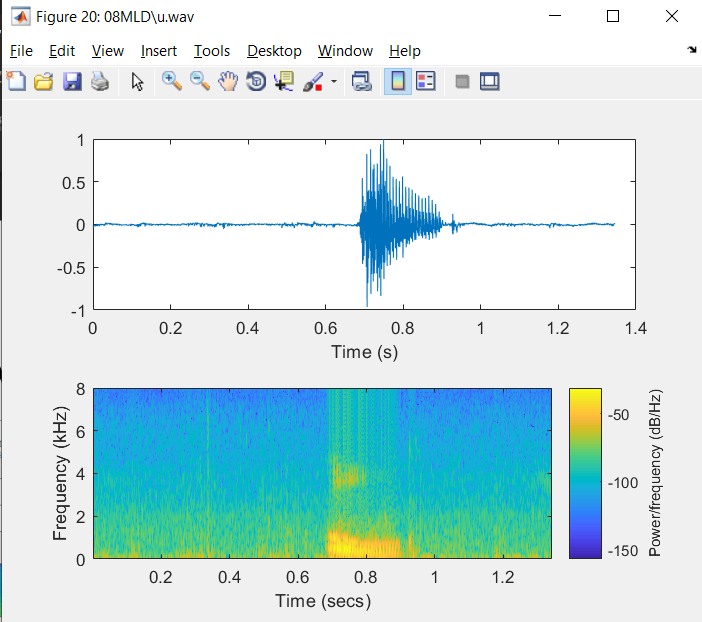 Figure 20: 08MLD\u.wav
File Edit View Insert Tools Desktop Window Help
1
0.5
0
-0.5
-1
0 0.2 0.4 0.6 0.8 1 1.2 1.4
Time (s)
8
6
4
2
0
Frequency (kHz)
0.2 0.4 0.6 0.8 1 1.2
Time (secs)
-50
-100
-150
Power/frequency (dB/Hz)